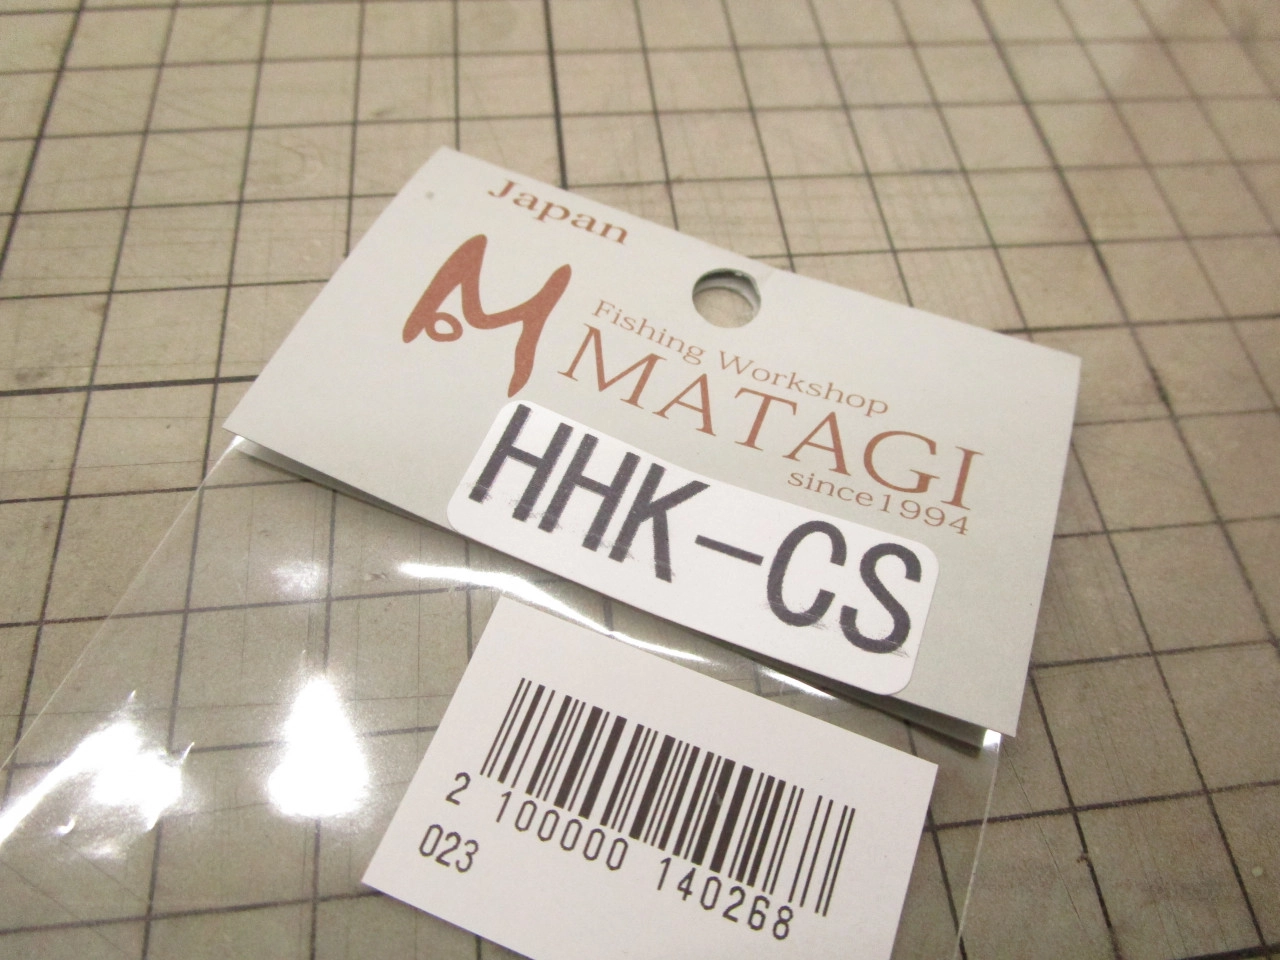 Japan
Fishing Workshop
MATAGI
since1994
HHK-CS
2 100000 140268
023